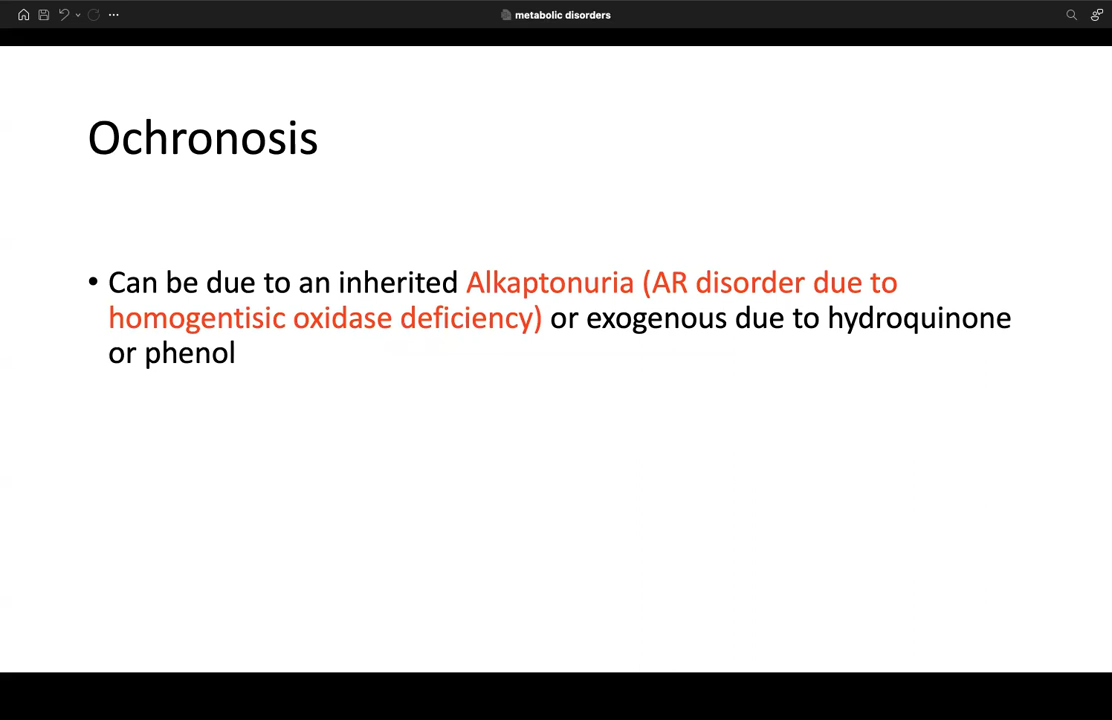 metabolic disorders
Ochronosis
• Can be due to an inherited Alkaptonuria (AR disorder due to
homogentisic oxidase deficiency) or exogenous due to hydroquinone
or phenol